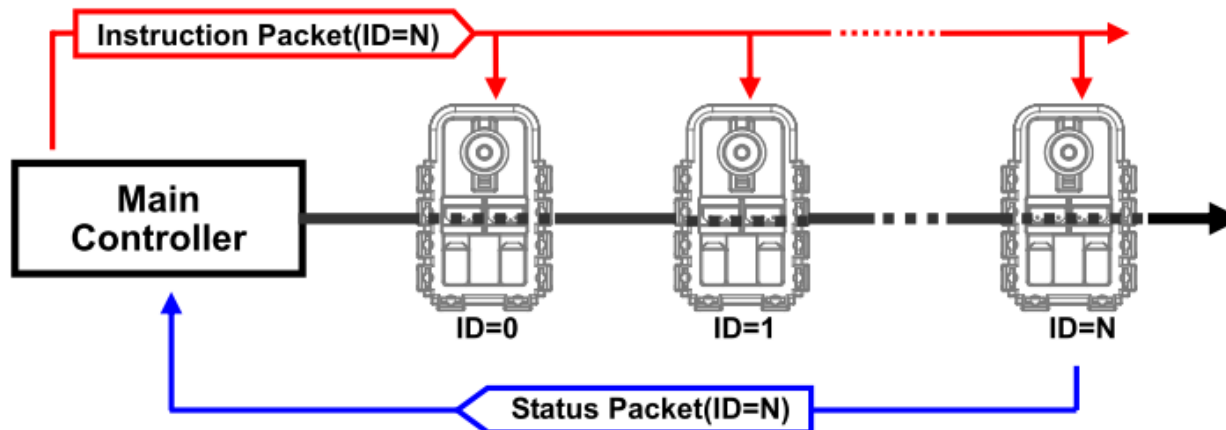 Instruction Packet(ID=N)
Main
Controller
ID=0
ID=1
ID=N
Status Packet(ID=N)